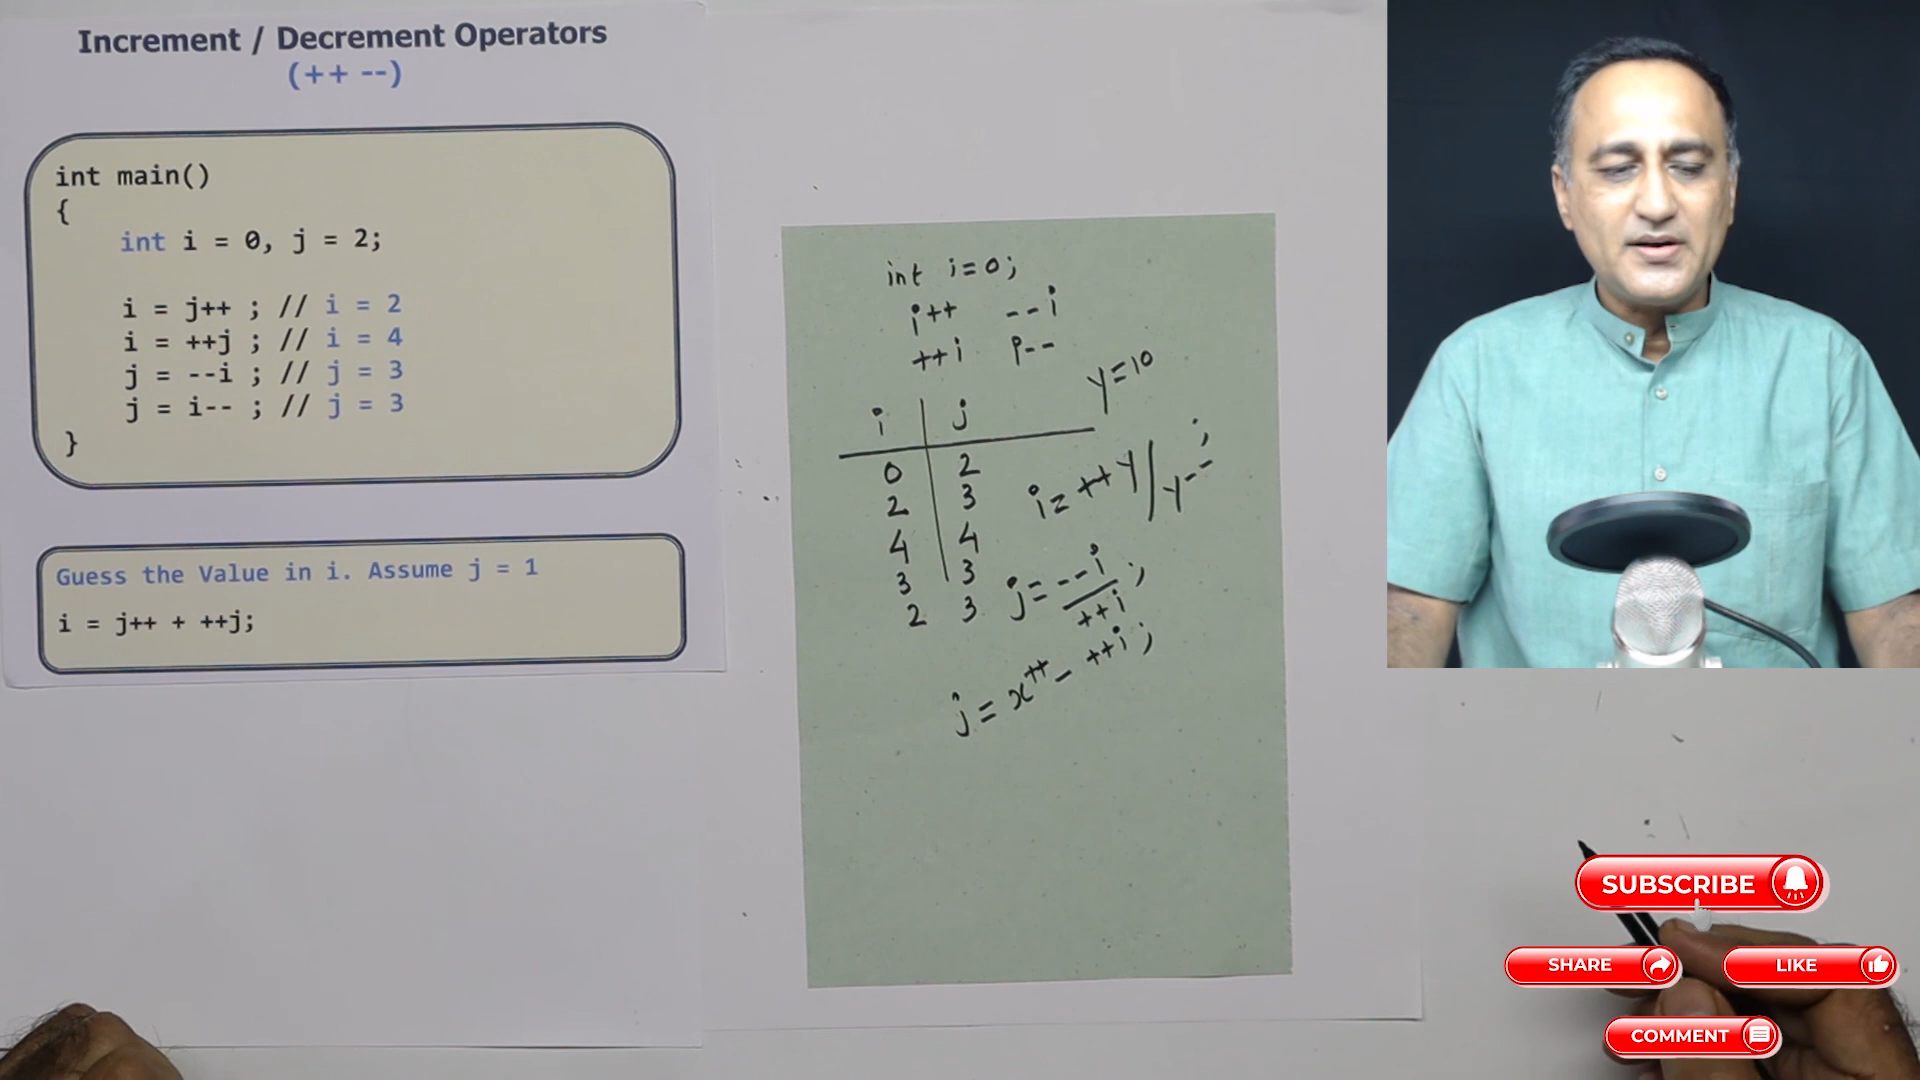 Increment / Decrement Operators
(++ --)
int main()
{
int i = 0, j = 2;
i = j++ ; // i = 2
i = ++j ; // i = 4
j = --i ; // j = 3
j = i-- ; // j = 3
}
Guess the Value in i. Assume j = 1
i = j++ + ++j;
int i=0;
i++ --i
++i i--
y=10
i j
0 2
2 3
4 4
3 3
2 3
i= ++y/y--;
j= --i/++i;
j= x++ - ++i;
SUBSCRIBE
SHARE
LIKE
COMMENT